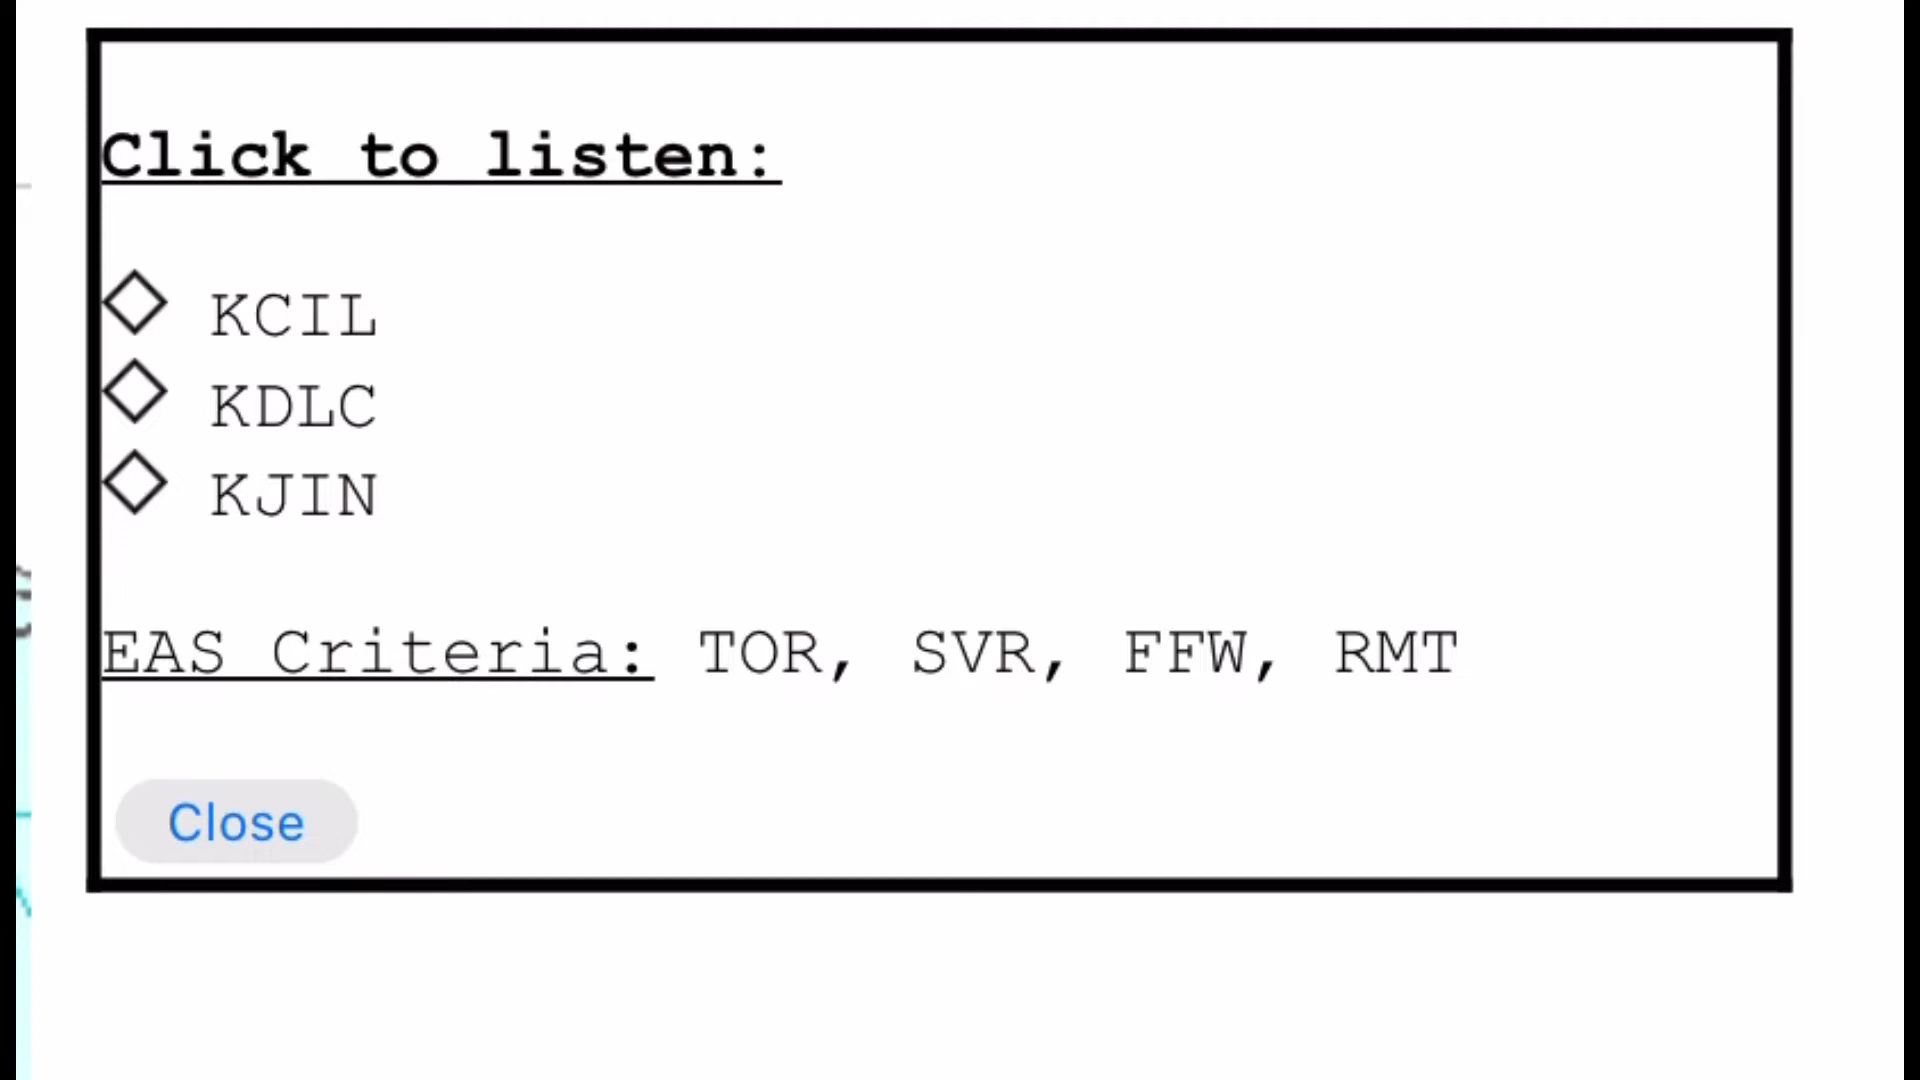 Click to listen:
◇ KCIL
◇ KDLC
◇ KJIN
EAS Criteria: TOR, SVR, FFW, RMT
Close